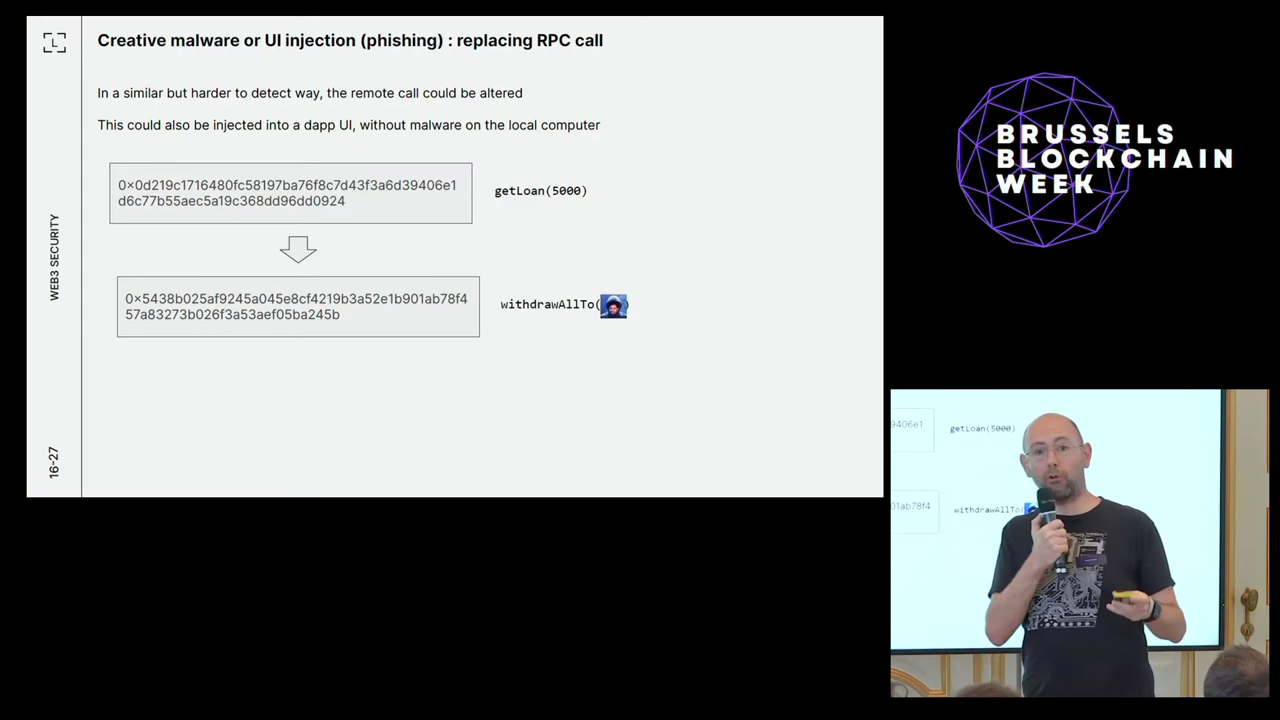 Creative malware or UI injection (phishing) : replacing RPC call
In a similar but harder to detect way, the remote call could be altered
This could also be injected into a dapp UI, without malware on the local computer
0×0d219c1716480fc58197ba76f8c7d43f3a6d39406e1
d6c77b55aec5a19c368dd96dd0924
getLoan(5000)
0×5438b025af9245a045e8cf4219b3a52e1b901ab78f4
57a83273b026f3a53aef05ba245b
withdrawAllTo( )
WEB3 SECURITY
16-27
L
BRUSSELS
BLOCKCHAIN
WEEK
9406e1
getLoan(5000)
01ab78f4
withdrawAllTo(